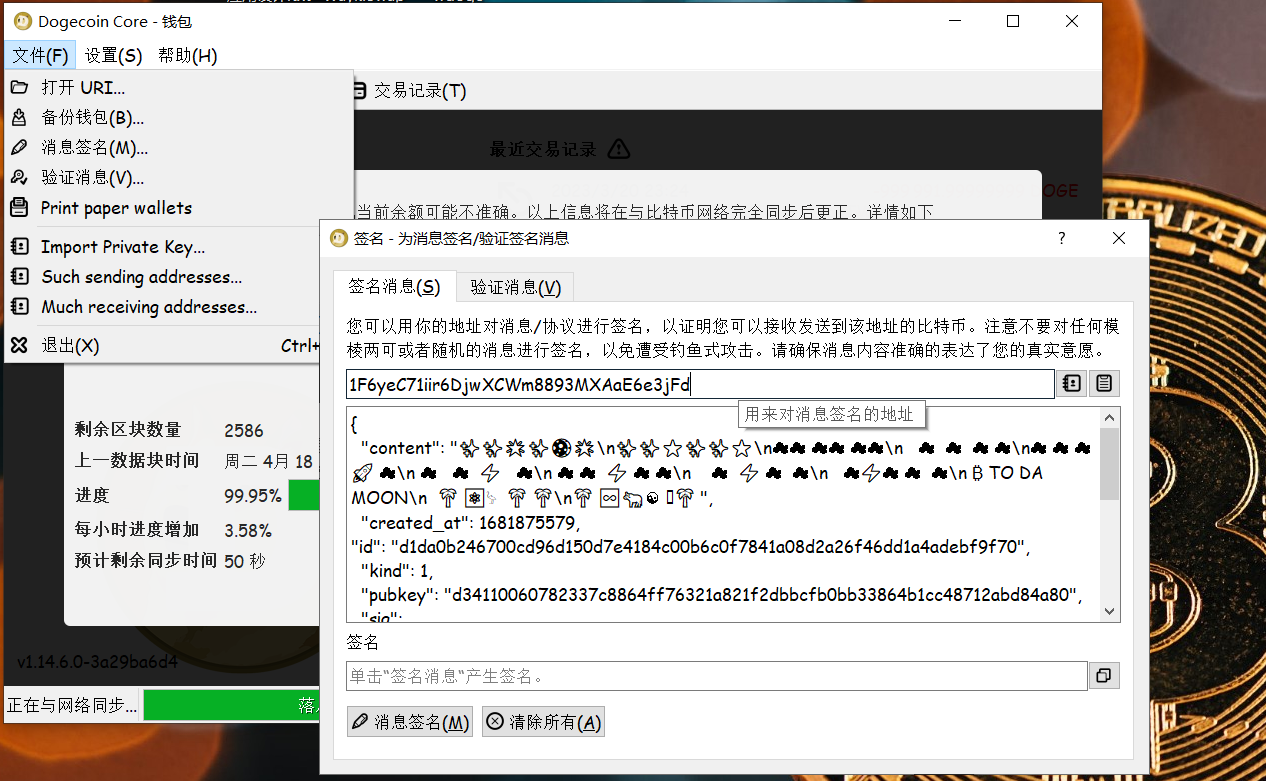 Dogecoin Core - 钱包
文件(F) 设置(S) 帮助(H)
打开 URI...
交易记录(T)
备份钱包(B)...
消息签名(M)...
最近交易记录
验证消息(V)...
Print paper wallets
OGE
当前余额可能不准确。以上信息将在与比特币网络完全同步后更正。详情如下
Import Private Key...
Such sending addresses...
Much receiving addresses...
退出(X) Ctrl+
剩余区块数量 2586
上一数据块时间 周二 4月 18
进度 99.95%
每小时进度增加 3.58%
预计剩余同步时间 50 秒
v1.14.6.0-3a29ba6d4
正在与网络同步...
签名 - 为消息签名/验证签名消息
?
签名消息(S) 验证消息(V)
您可以用你的地址对消息/协议进行签名，以证明您可以接收发送到该地址的比特币。注意不要对任何模
棱两可或者随机的消息进行签名，以免遭受钓鱼式攻击。请确保消息内容准确的表达了您的真实意愿。
1F6yeC71iir6DjwXCWm8893MXAaE6e3jFd
用来对消息签名的地址
{
"content": "✨✨💥✨⚽💥\n✨✨☆✨✨☆\n☁☁ ☁☁ ☁☁\n ☁ ☁ ☁ ☁\n☁ ☁ ☁
🚀 ☁\n ☁ ☁ ⚡ ☁\n ☁ ☁ ⚡ ☁ ☁\n ☁ ⚡ ☁ ☁\n ☁⚡☁ ☁ ☁\n ₿ TO DA
MOON\n 🌴 ⚛ 🌴 🌴\n🌴 ♾🐂☯ 🌴 ",
"created_at": 1681875579,
"id": "d1da0b246700cd96d150d7e4184c00b6c0f7841a08d2a26f46dd1a4adebf9f70",
"kind": 1,
"pubkey": "d34110060782337c8864ff76321a821f2dbbcfb0bb33864b1cc48712abd84a80",
"sig":
签名
单击“签名消息“产生签名。
消息签名(M) 清除所有(A)